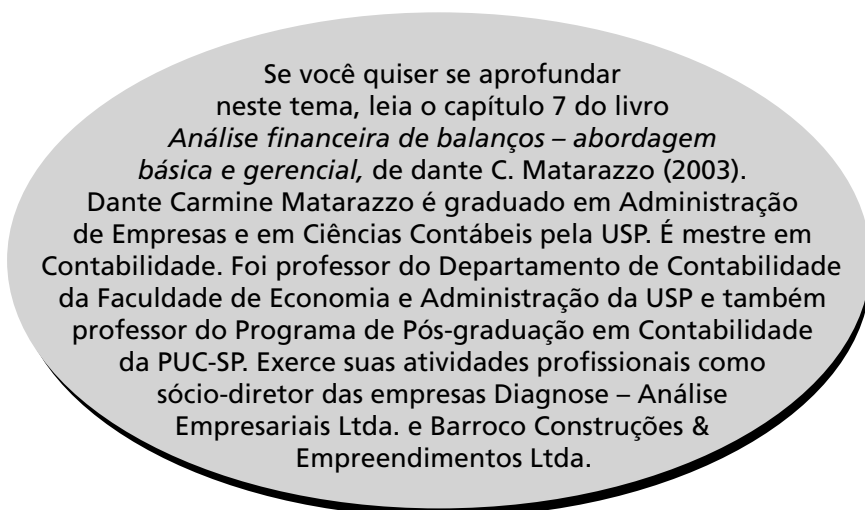 Se você quiser se aprofundar
neste tema, leia o capítulo 7 do livro
Análise financeira de balanços – abordagem
básica e gerencial, de dante C. Matarazzo (2003).
Dante Carmine Matarazzo é graduado em Administração
de Empresas e em Ciências Contábeis pela USP. É mestre em
Contabilidade. Foi professor do Departamento de Contabilidade
da Faculdade de Economia e Administração da USP e também
professor do Programa de Pós-graduação em Contabilidade
da PUC-SP. Exerce suas atividades profissionais como
sócio-diretor das empresas Diagnose – Análise
Empresariais Ltda. e Barroco Construções &
Empreendimentos Ltda.